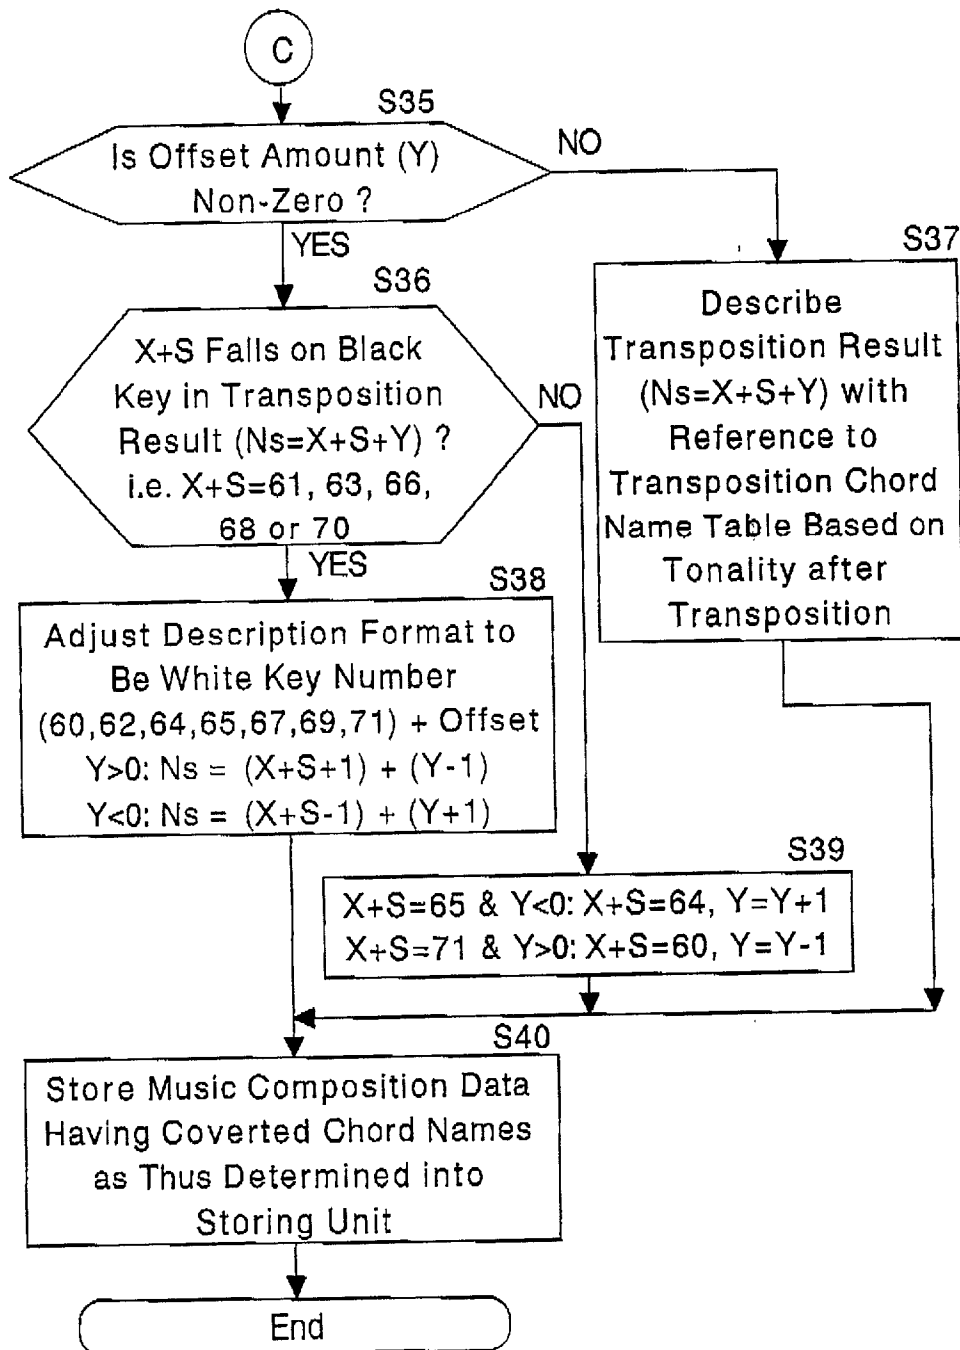 C
S35
Is Offset Amount (Y)
Non-Zero ?
NO
YES
S36
X+S Falls on Black
Key in Transposition
Result (Ns=X+S+Y) ?
i.e. X+S=61, 63, 66,
68 or 70
NO
YES
S37
Describe
Transposition Result
(Ns=X+S+Y) with
Reference to
Transposition Chord
Name Table Based on
Tonality after
Transposition
S38
Adjust Description Format to
Be White Key Number
(60,62,64,65,67,69,71) + Offset
Y>0: Ns = (X+S+1) + (Y-1)
Y<0: Ns = (X+S-1) + (Y+1)
S39
X+S=65 & Y<0: X+S=64, Y=Y+1
X+S=71 & Y>0: X+S=60, Y=Y-1
S40
Store Music Composition Data
Having Coverted Chord Names
as Thus Determined into
Storing Unit
End